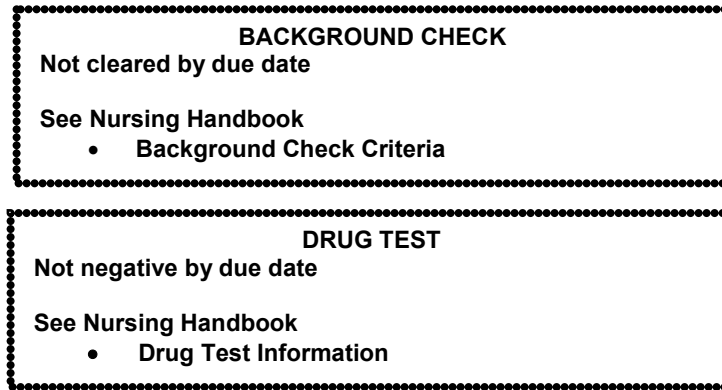 BACKGROUND CHECK
Not cleared by due date
See Nursing Handbook
• Background Check Criteria
DRUG TEST
Not negative by due date
See Nursing Handbook
• Drug Test Information